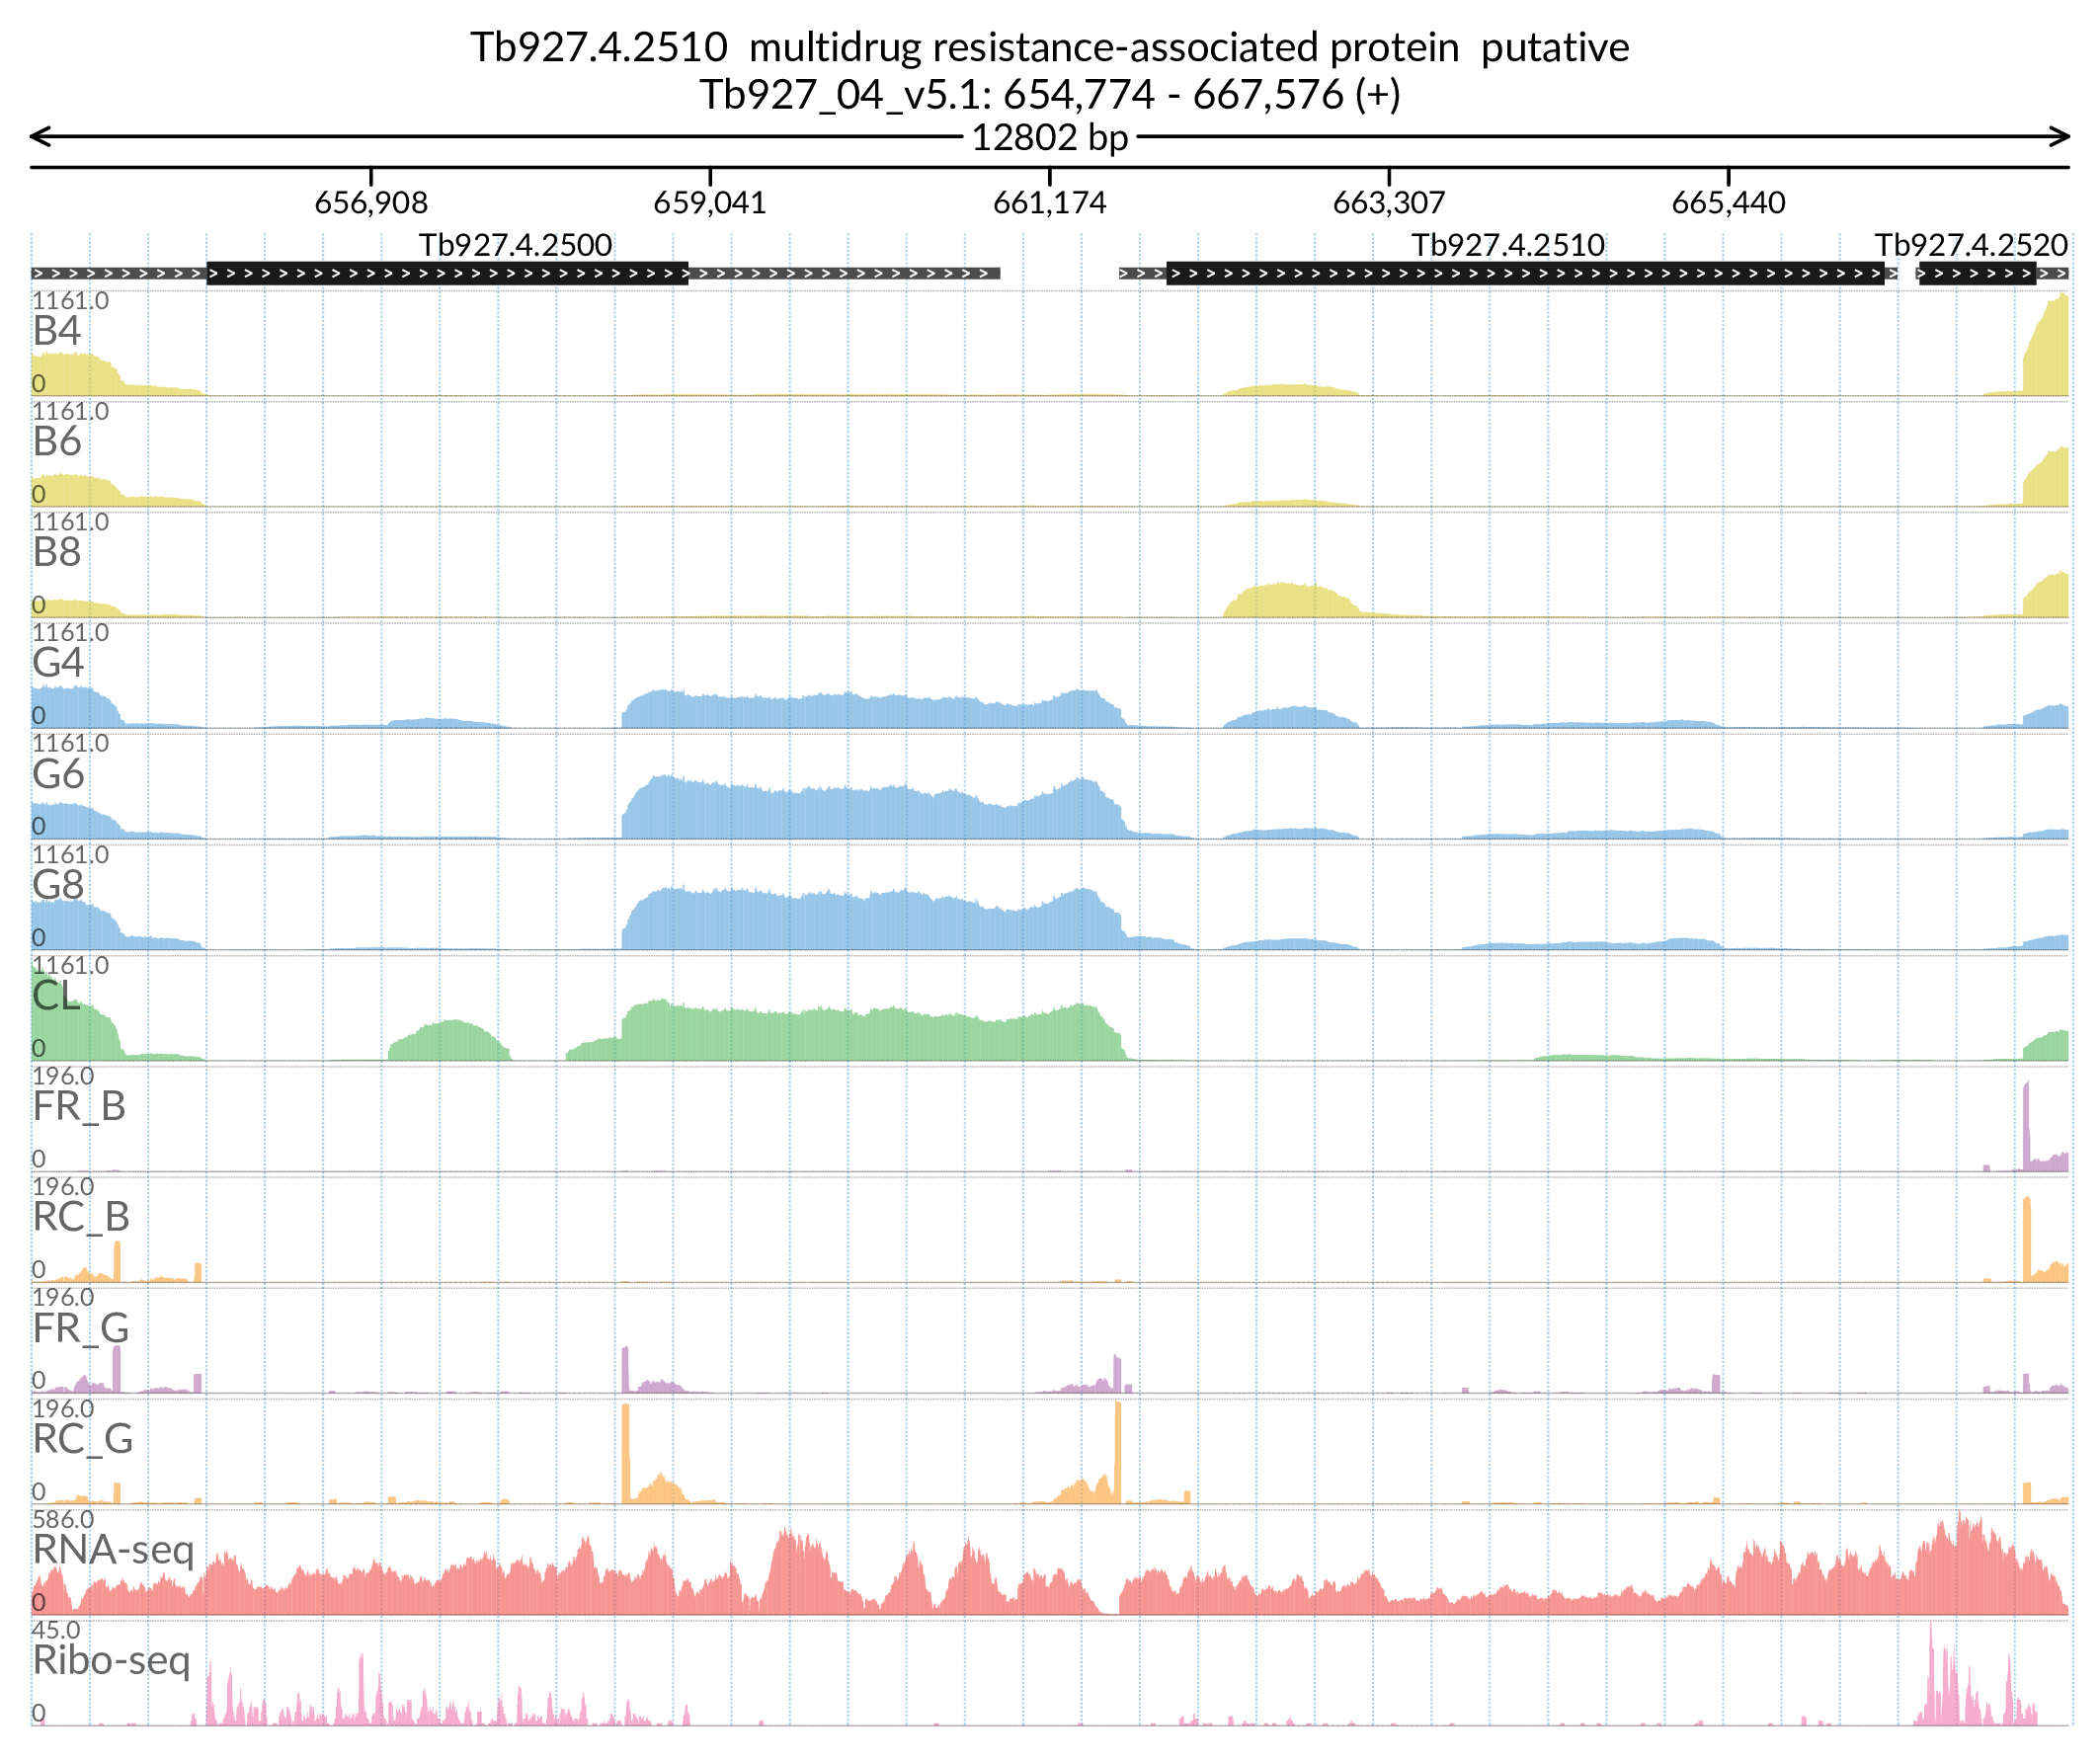 Tb927.4.2510 multidrug resistance-associated protein putative
Tb927_04_v5.1: 654,774 - 667,576 (+)
12802 bp
656,908 659,041 661,174 663,307 665,440
Tb927.4.2500 Tb927.4.2510 Tb927.4.2520
1161.0
B4
0
1161.0
B6
0
1161.0
B8
0
1161.0
G4
0
1161.0
G6
0
1161.0
G8
0
1161.0
CL
0
196.0
FR_B
0
196.0
RC_B
0
196.0
FR_G
0
196.0
RC_G
0
586.0
RNA-seq
0
45.0
Ribo-seq
0